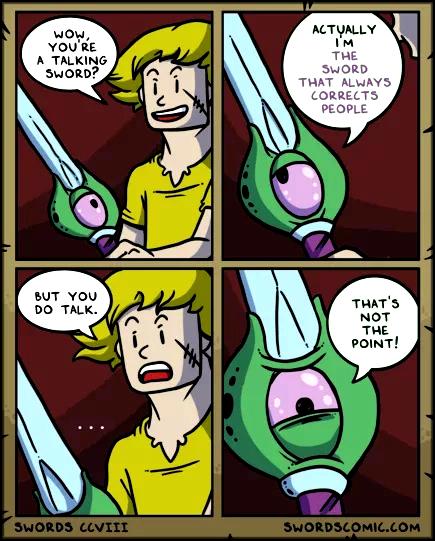 WOW,
YOU'RE
A TALKING
SWORD?
ACTUALLY
I'M
THE
SWORD
THAT ALWAYS
CORRECTS
PEOPLE
BUT YOU
DO TALK.
...
THAT'S
NOT
THE
POINT!
SWORDS CCVIII
SWORDSCOMIC.COM